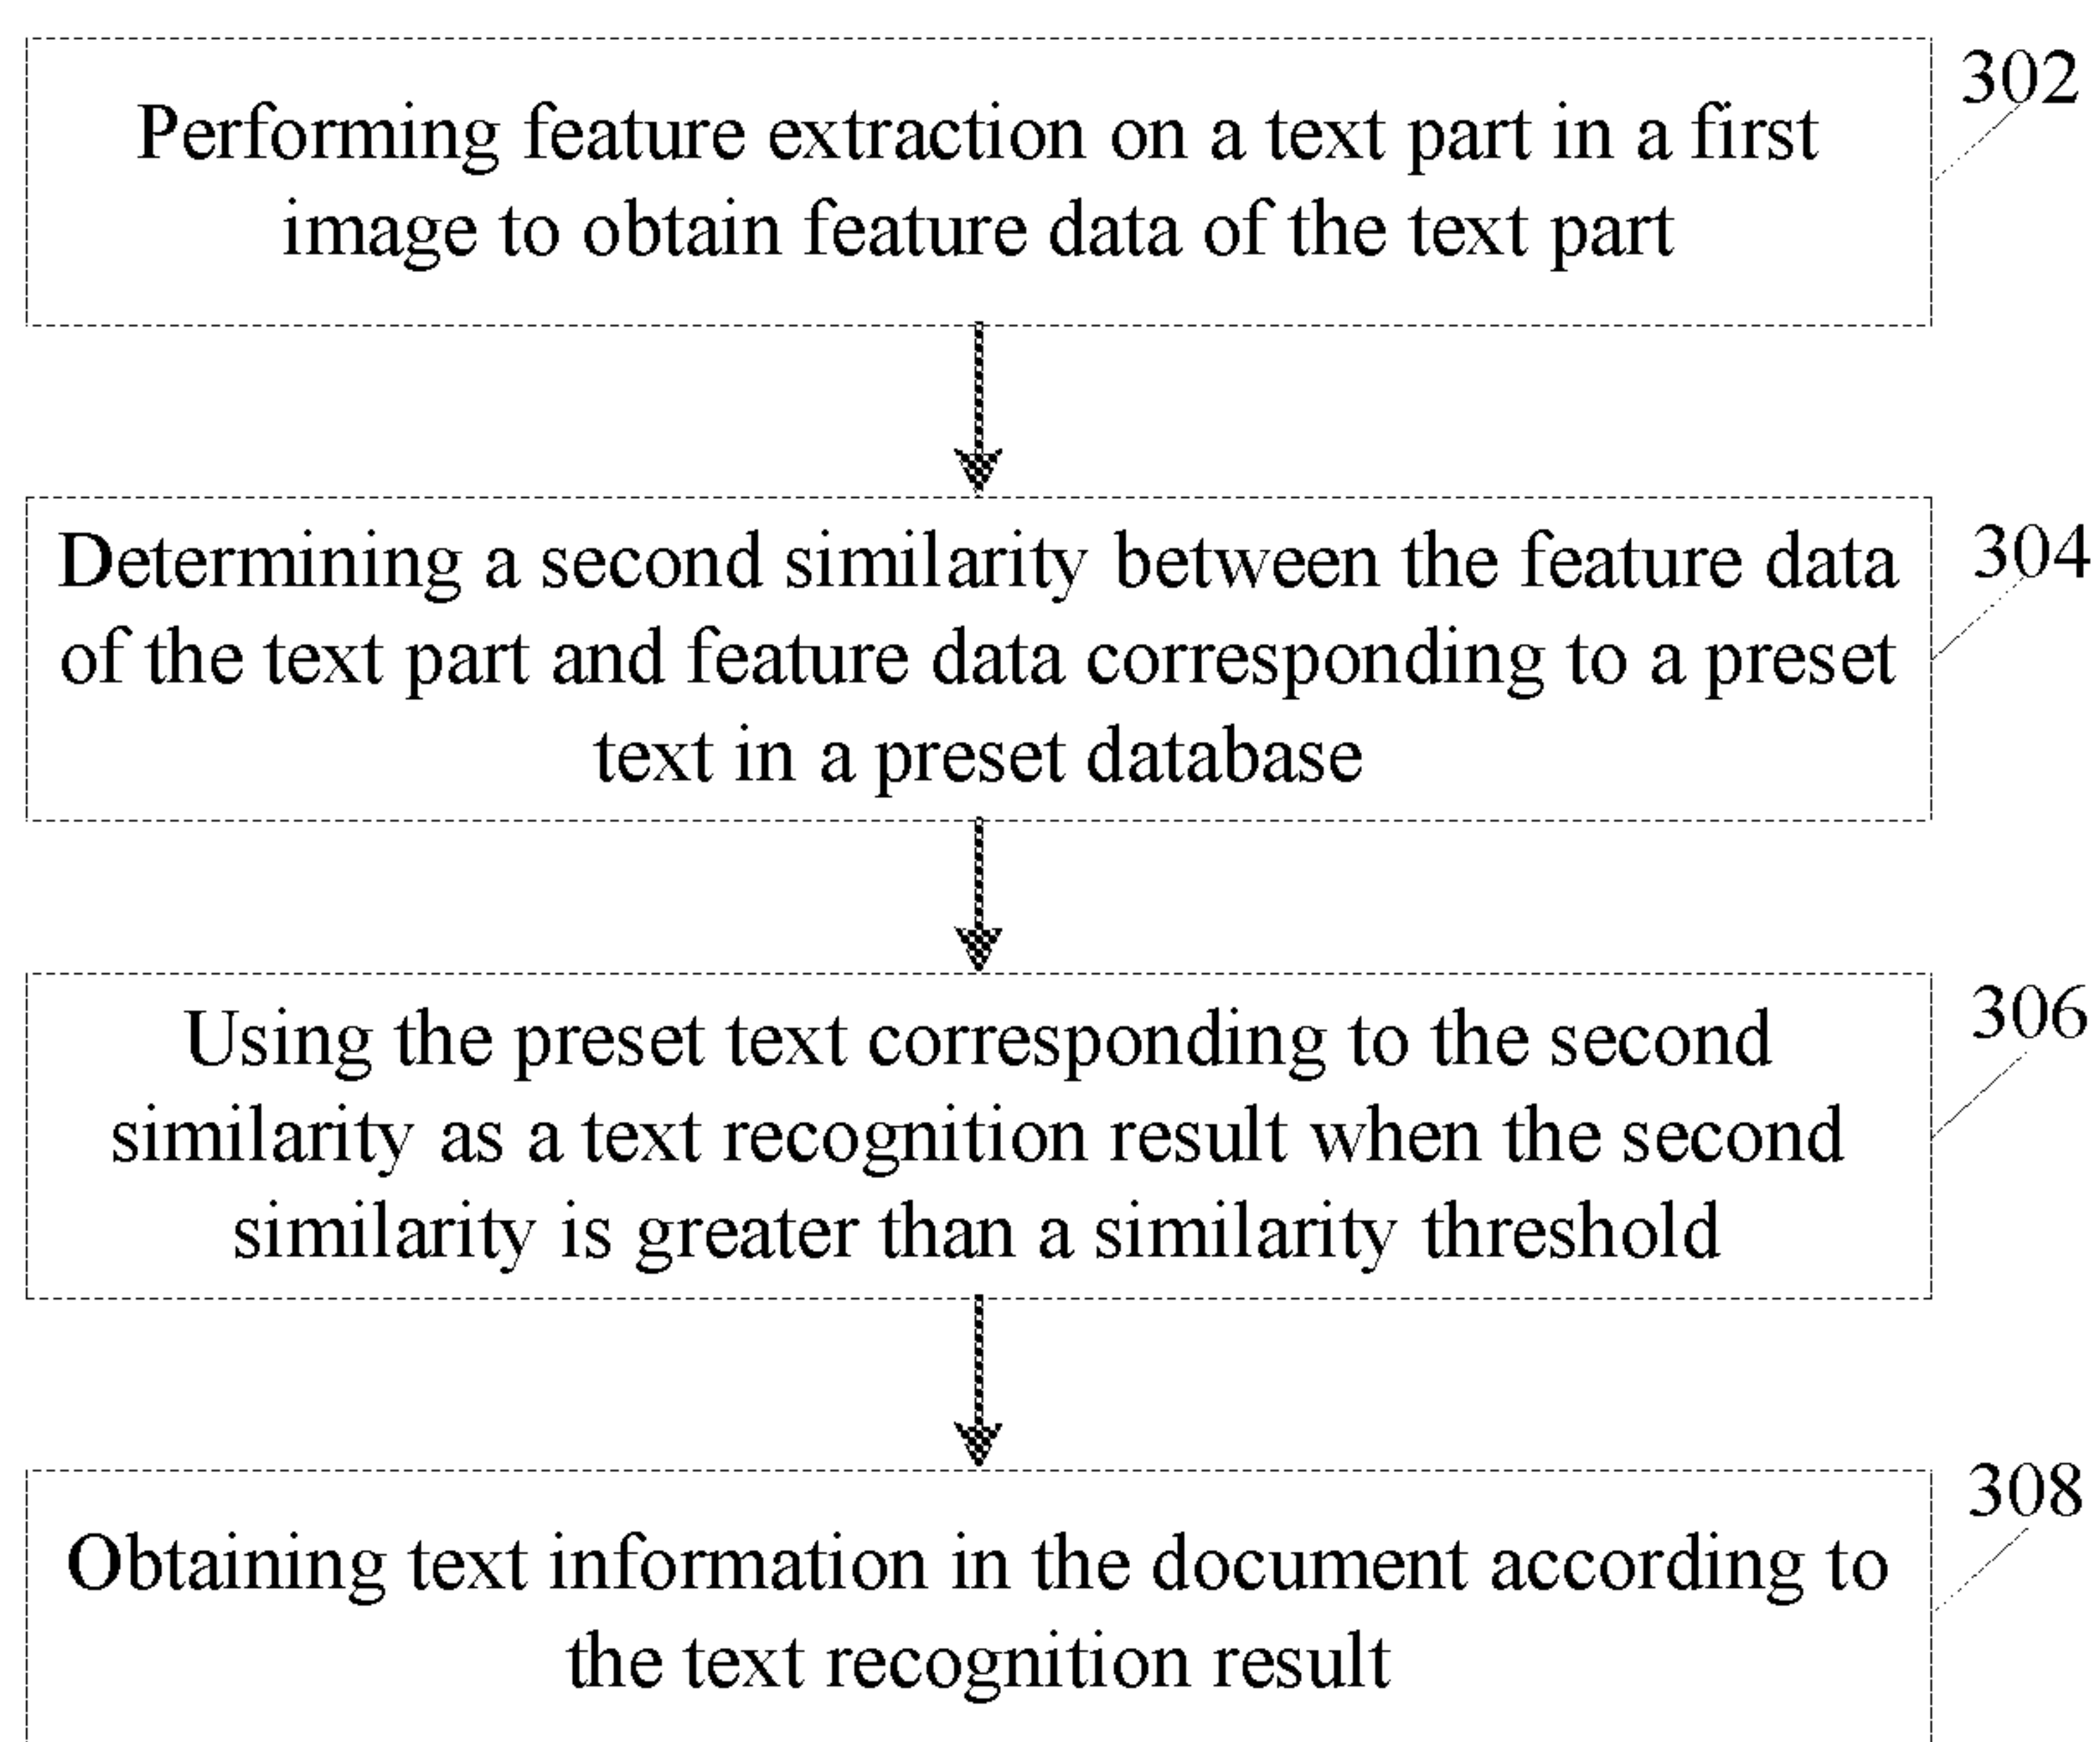 302
Performing feature extraction on a text part in a first
image to obtain feature data of the text part
304
Determining a second similarity between the feature data
of the text part and feature data corresponding to a preset
text in a preset database
306
Using the preset text corresponding to the second
similarity as a text recognition result when the second
similarity is greater than a similarity threshold
308
Obtaining text information in the document according to
the text recognition result